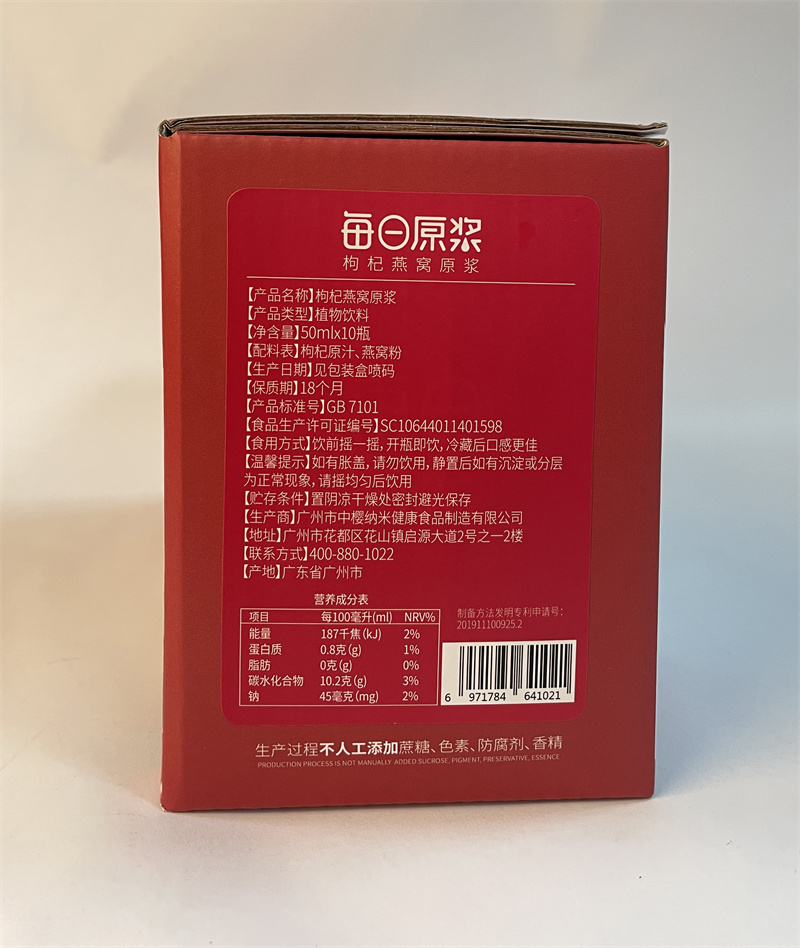 每日原浆
枸杞燕窝原浆
【产品名称】枸杞燕窝原浆
【产品类型】植物饮料
【净含量】50mlx10瓶
【配料表】枸杞原汁、燕窝粉
【生产日期】见包装盒喷码
【保质期】18个月
【产品标准号】GB 7101
【食品生产许可证编号】SC10644011401598
【食用方式】饮前摇一摇,开瓶即饮,冷藏后口感更佳
【温馨提示】如有胀盖,请勿饮用,静置后如有沉淀或分层
为正常现象,请摇均匀后饮用
【贮存条件】置阴凉干燥处密封避光保存
【生产商】广州市中樱纳米健康食品制造有限公司
【地址】广州市花都区花山镇启源大道2号之一2楼
【联系方式】400-880-1022
【产地】广东省广州市
营养成分表
项目 每100毫升(ml) NRV%
能量 187千焦(kJ) 2%
蛋白质 0.8克(g) 1%
脂肪 0克(g) 0%
碳水化合物 10.2克(g) 3%
钠 45毫克(mg) 2%
制备方法发明专利申请号:
201911100925.2
6 971784 641021
生产过程不人工添加蔗糖、色素、防腐剂、香精
PRODUCTION PROCESS IS NOT MANUALLY ADDED SUCROSE, PIGMENT, PRESERVATIVE, ESSENCE